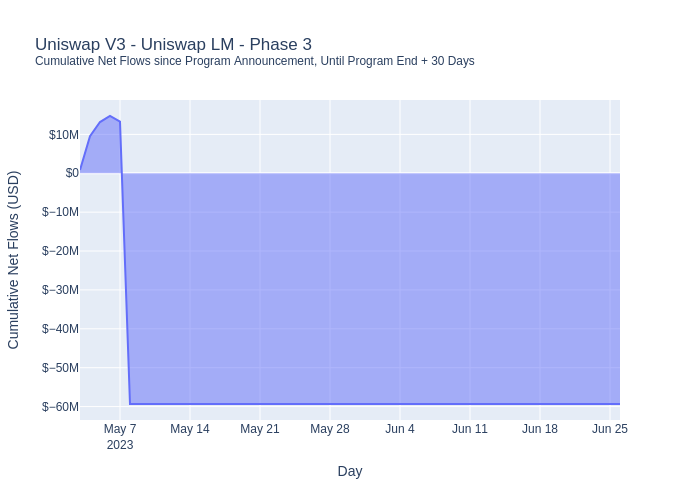 Uniswap V3 - Uniswap LM - Phase 3
Cumulative Net Flows since Program Announcement, Until Program End + 30 Days
Cumulative Net Flows (USD)
$10M
$0
$−10M
$−20M
$−30M
$−40M
$−50M
$−60M
May 7
2023
May 14
May 21
May 28
Jun 4
Jun 11
Jun 18
Jun 25
Day